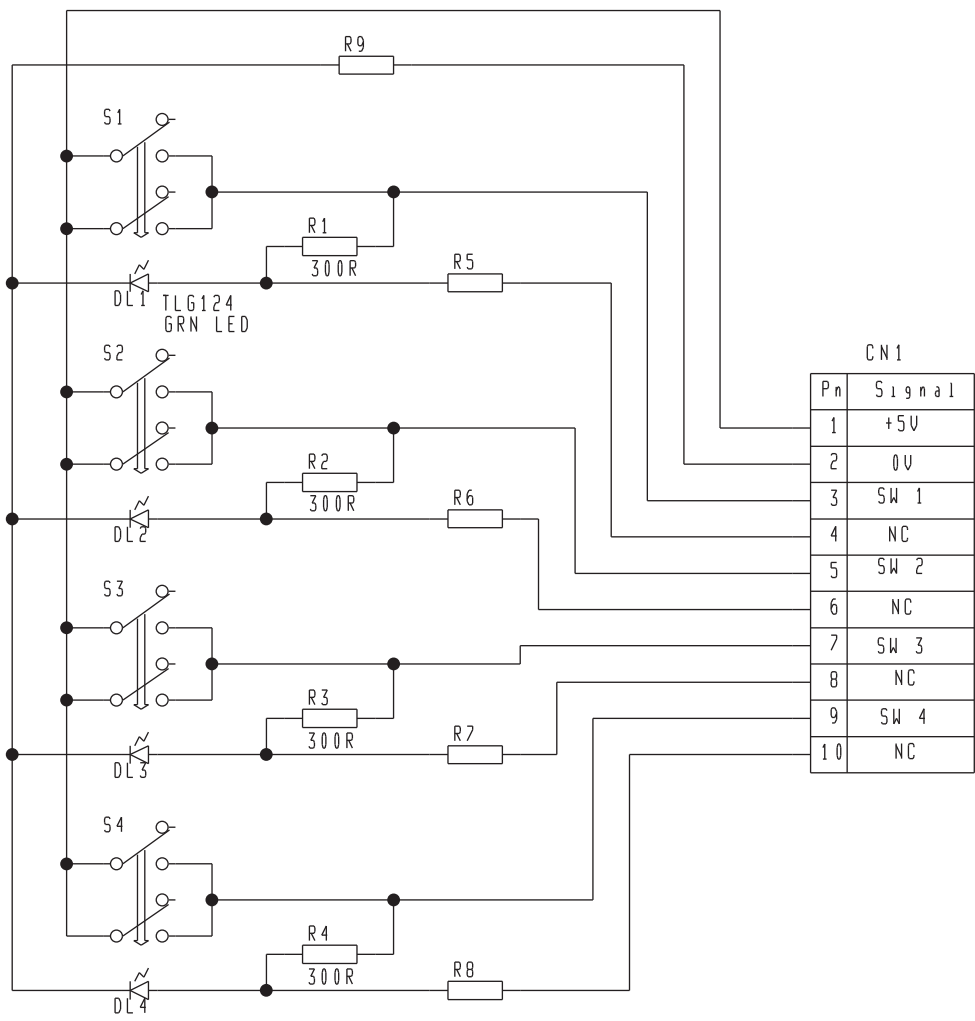 R9
S1
R1
300R
R5
DL1
TLG124
GRN LED
S2
R2
300R
R6
DL2
S3
R3
300R
R7
DL3
S4
R4
300R
R8
DL4
CN1
Pn Signal
1 +5V
2 0V
3 SW 1
4 NC
5 SW 2
6 NC
7 SW 3
8 NC
9 SW 4
10 NC